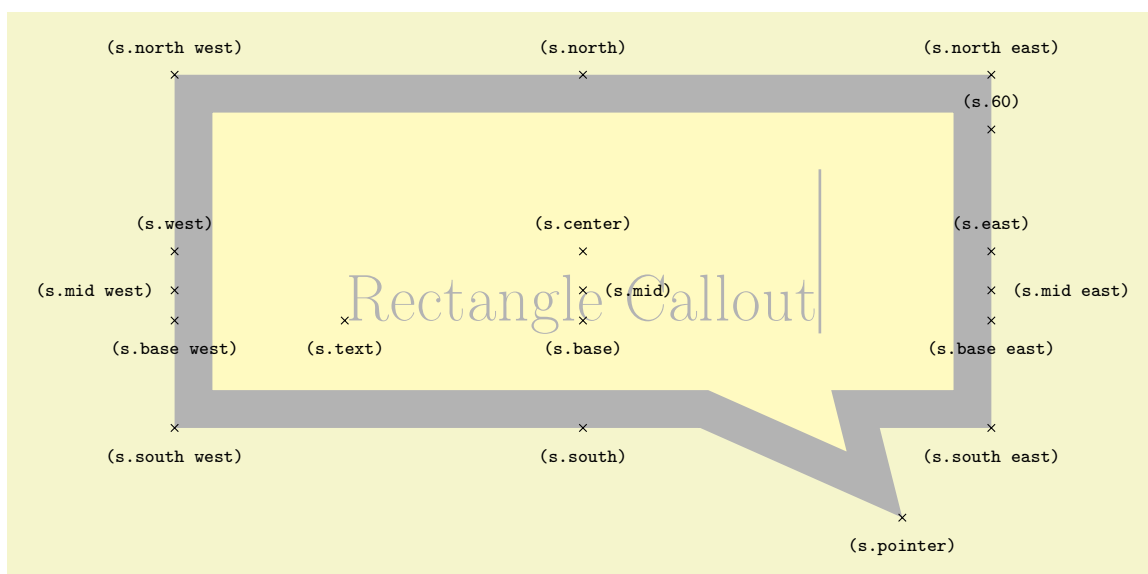 (s.north west) (s.north) (s.north east)
(s.60)
(s.west) (s.center) (s.east)
(s.mid west) Rectangle Callout (s.mid) (s.mid east)
(s.base west) (s.text) (s.base) (s.base east)
(s.south west) (s.south) (s.south east)
(s.pointer)